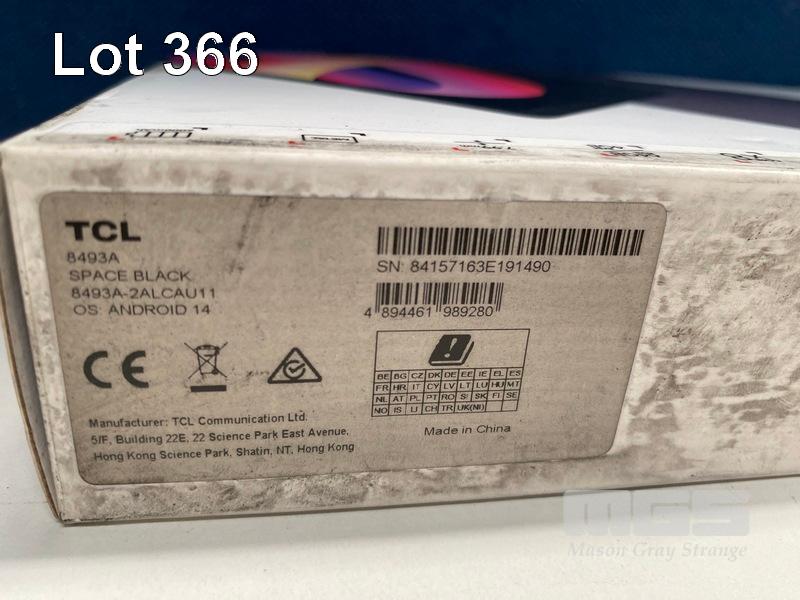 Lot 366
TCL
8493A
SPACE BLACK
8493A-2ALCAU11
OS: ANDROID 14
SN: 84157163E191490
4 894461 989280
CE
BE BG CZ DK DE EE IE EL ES
FR HR IT CY LV LT LU HU MT
NL AT PL PT RO SI SK FI SE
NO IS LI CH TR UK(NI)
Manufacturer: TCL Communication Ltd.
5/F, Building 22E, 22 Science Park East Avenue,
Hong Kong Science Park, Shatin, NT, Hong Kong
Made in China
MGS
Mason Gray Strange